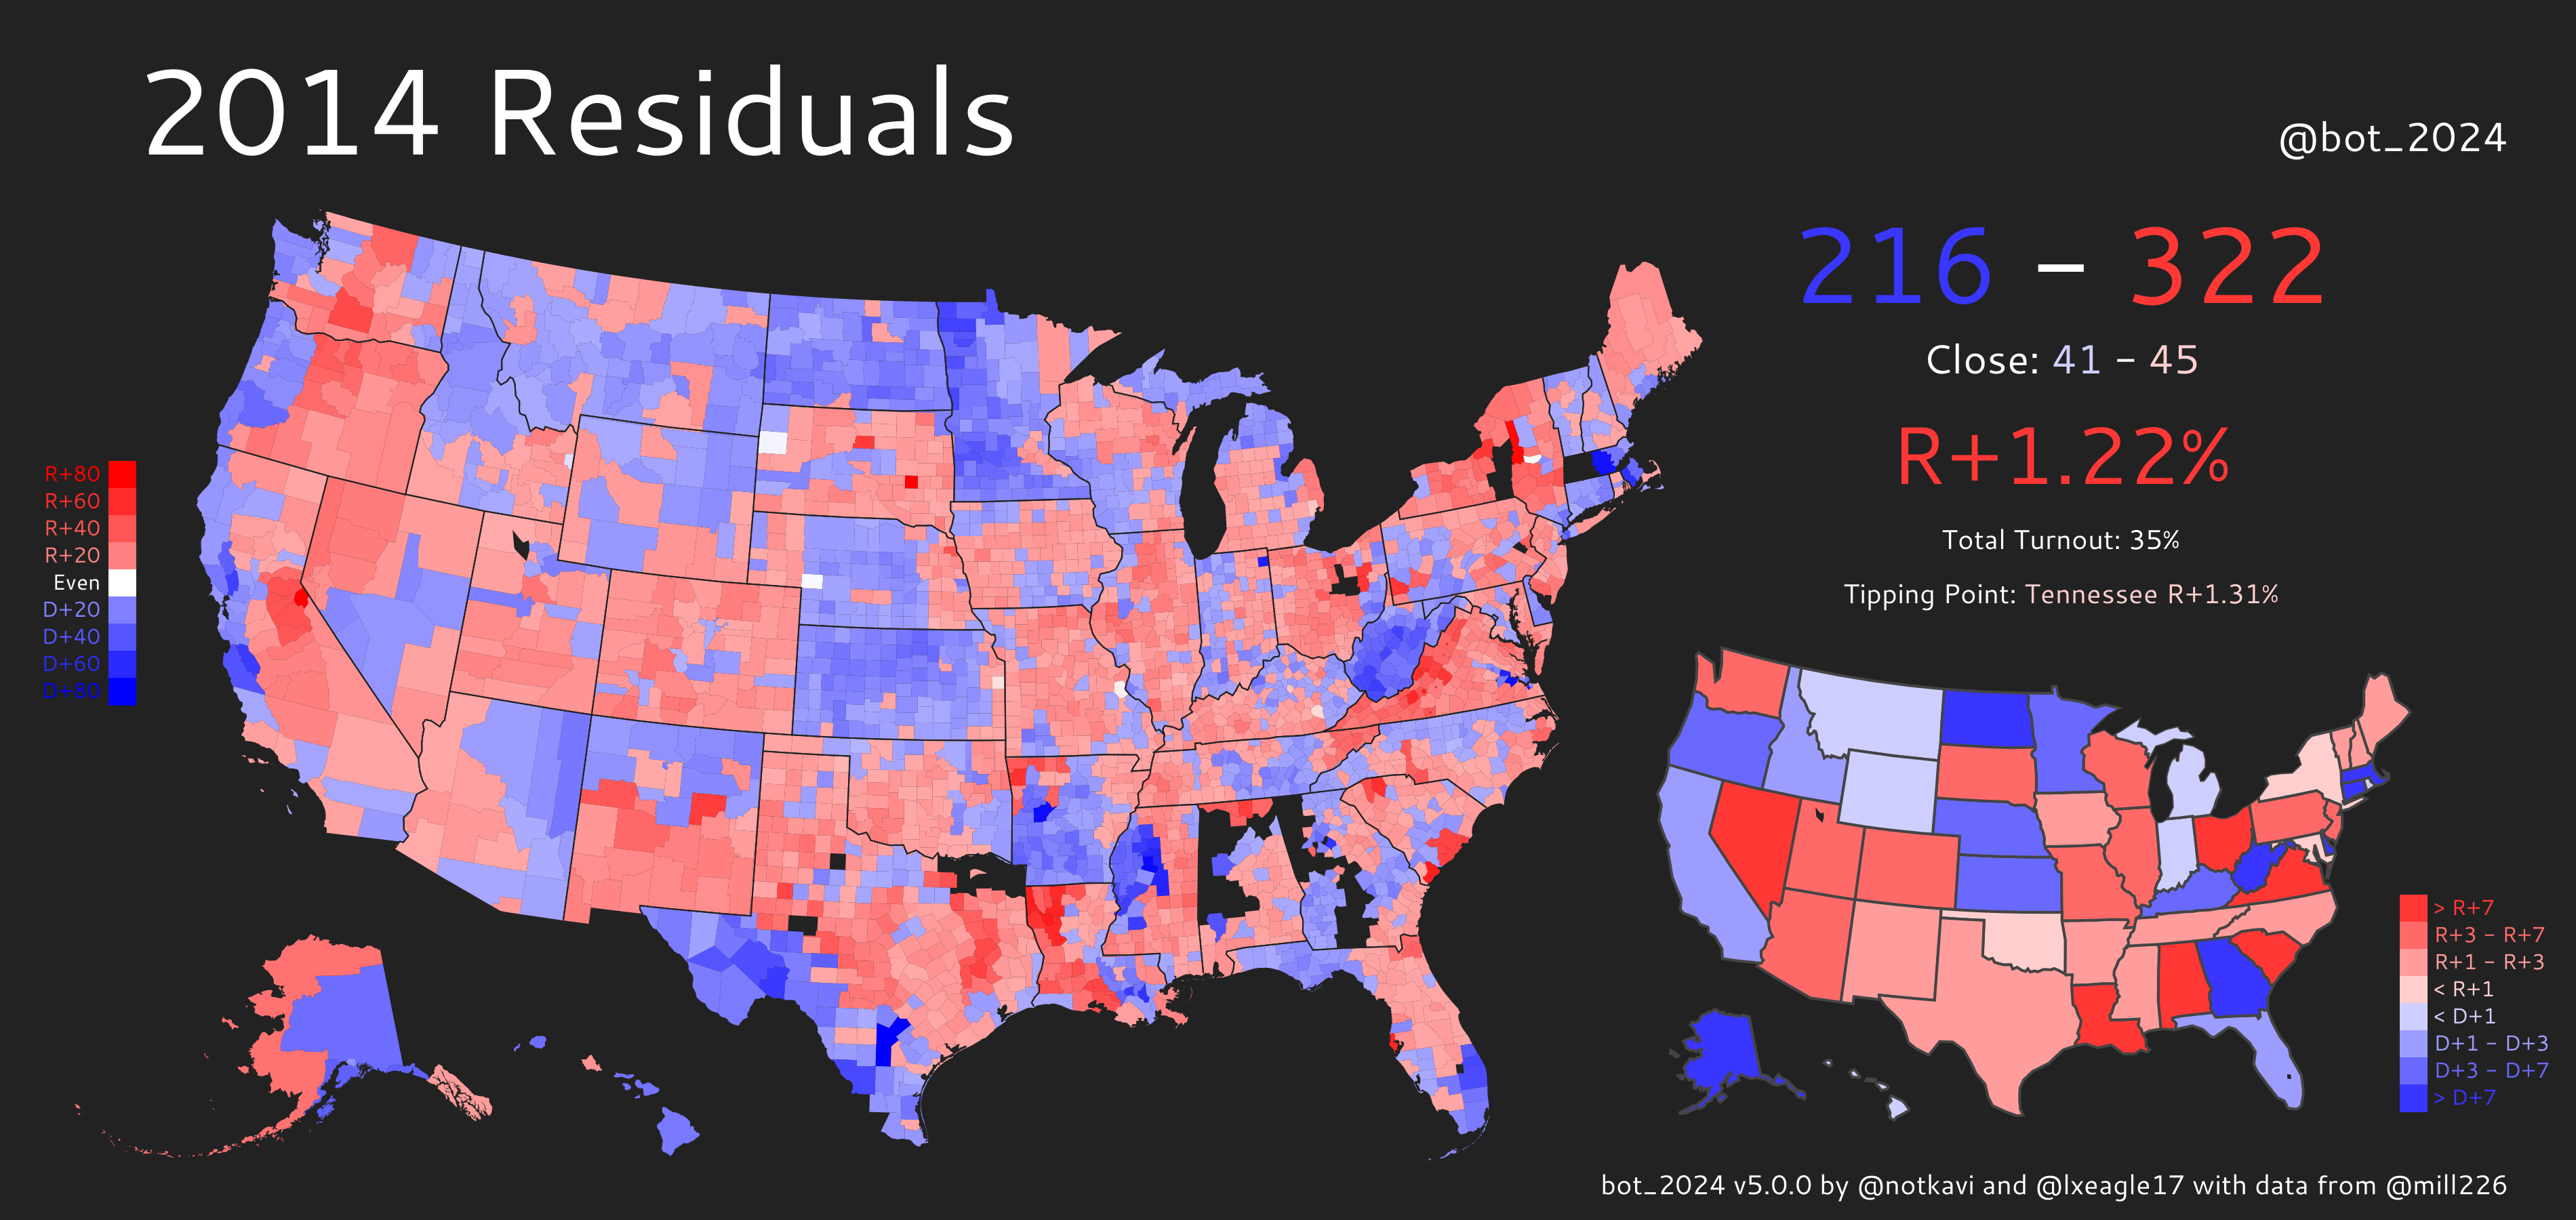 2014 Residuals
@bot_2024
216 – 322
Close: 41 – 45
R+1.22%
Total Turnout: 35%
Tipping Point: Tennessee R+1.31%
R+80
R+60
R+40
R+20
Even
D+20
D+40
D+60
D+80
> R+7
R+3 – R+7
R+1 – R+3
< R+1
< D+1
D+1 – D+3
D+3 – D+7
> D+7
bot_2024 v5.0.0 by @notkavi and @lxeagle17 with data from @mill226